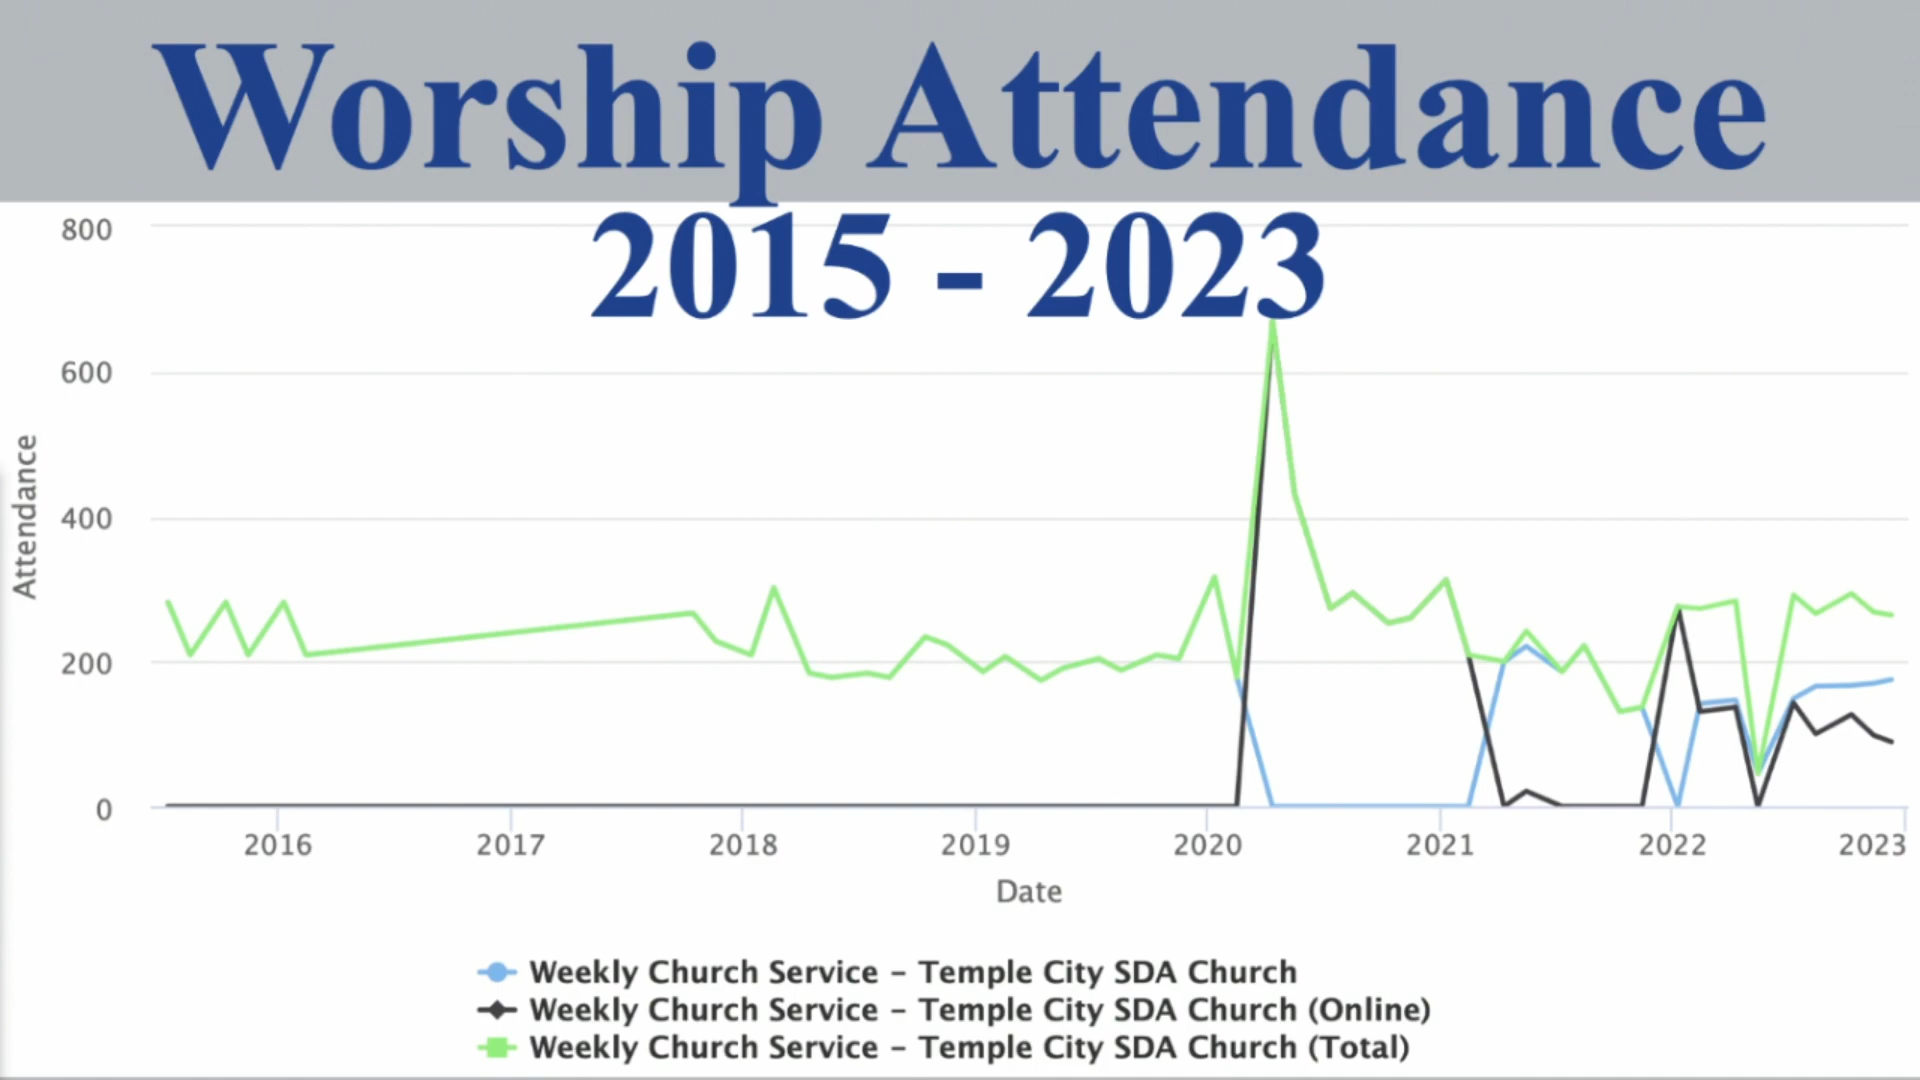 Worship Attendance
2015 - 2023
800
600
400
200
0
Attendance
2016 2017 2018 2019 2020 2021 2022 2023
Date
Weekly Church Service – Temple City SDA Church
Weekly Church Service – Temple City SDA Church (Online)
Weekly Church Service – Temple City SDA Church (Total)